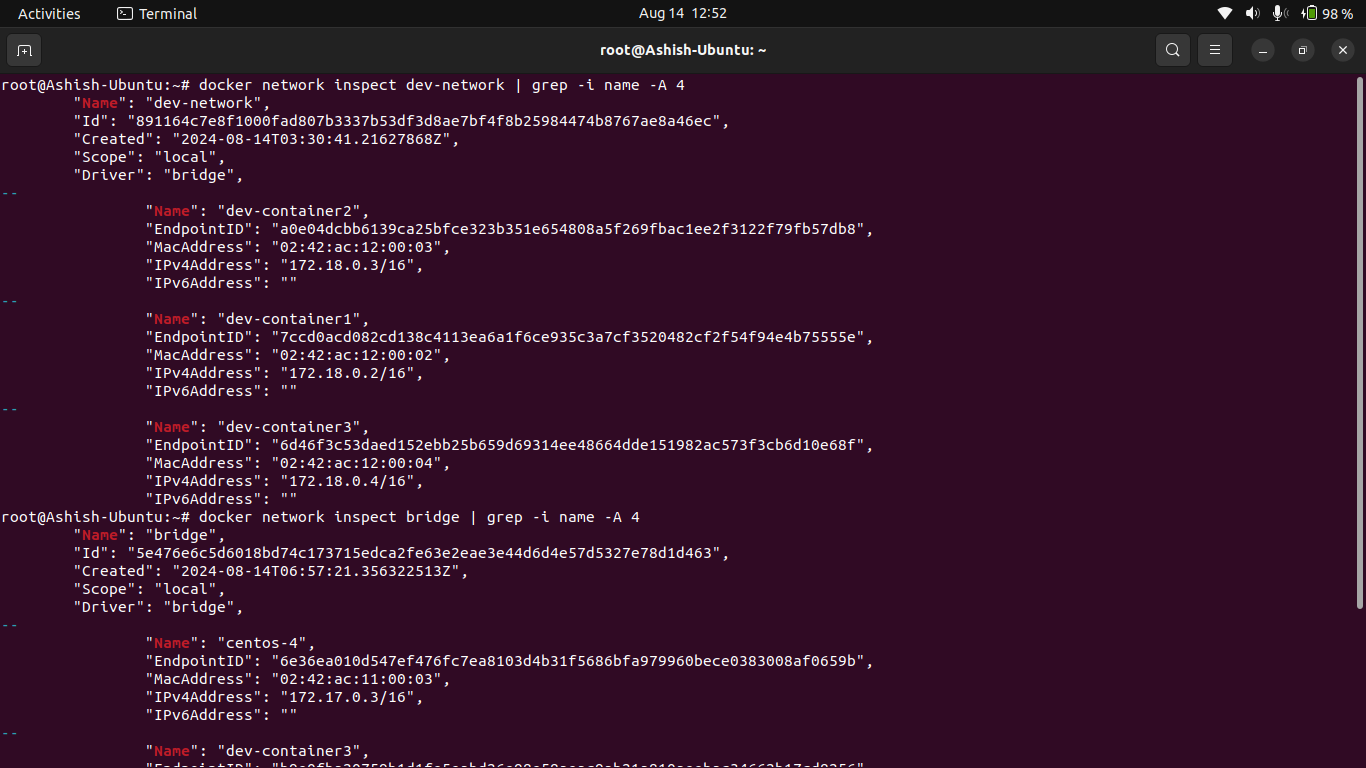 Activities Terminal Aug 14 12:52 98 %
root@Ashish-Ubuntu: ~
root@Ashish-Ubuntu:~# docker network inspect dev-network | grep -i name -A 4
"Name": "dev-network",
"Id": "891164c7e8f1000fad807b3337b53df3d8ae7bf4f8b25984474b8767ae8a46ec",
"Created": "2024-08-14T03:30:41.21627868Z",
"Scope": "local",
"Driver": "bridge",
--
"Name": "dev-container2",
"EndpointID": "a0e04dcbb6139ca25bfce323b351e654808a5f269fbac1ee2f3122f79fb57db8",
"MacAddress": "02:42:ac:12:00:03",
"IPv4Address": "172.18.0.3/16",
"IPv6Address": ""
--
"Name": "dev-container1",
"EndpointID": "7ccd0acd082cd138c4113ea6a1f6ce935c3a7cf3520482cf2f54f94e4b75555e",
"MacAddress": "02:42:ac:12:00:02",
"IPv4Address": "172.18.0.2/16",
"IPv6Address": ""
--
"Name": "dev-container3",
"EndpointID": "6d46f3c53daed152ebb25b659d69314ee48664dde151982ac573f3cb6d10e68f",
"MacAddress": "02:42:ac:12:00:04",
"IPv4Address": "172.18.0.4/16",
"IPv6Address": ""
root@Ashish-Ubuntu:~# docker network inspect bridge | grep -i name -A 4
"Name": "bridge",
"Id": "5e476e6c5d6018bd74c173715edca2fe63e2eae3e44d6d4e57d5327e78d1d463",
"Created": "2024-08-14T06:57:21.356322513Z",
"Scope": "local",
"Driver": "bridge",
--
"Name": "centos-4",
"EndpointID": "6e36ea010d547ef476fc7ea8103d4b31f5686bfa979960bece0383008af0659b",
"MacAddress": "02:42:ac:11:00:03",
"IPv4Address": "172.17.0.3/16",
"IPv6Address": ""
--
"Name": "dev-container3",
"EndpointID":